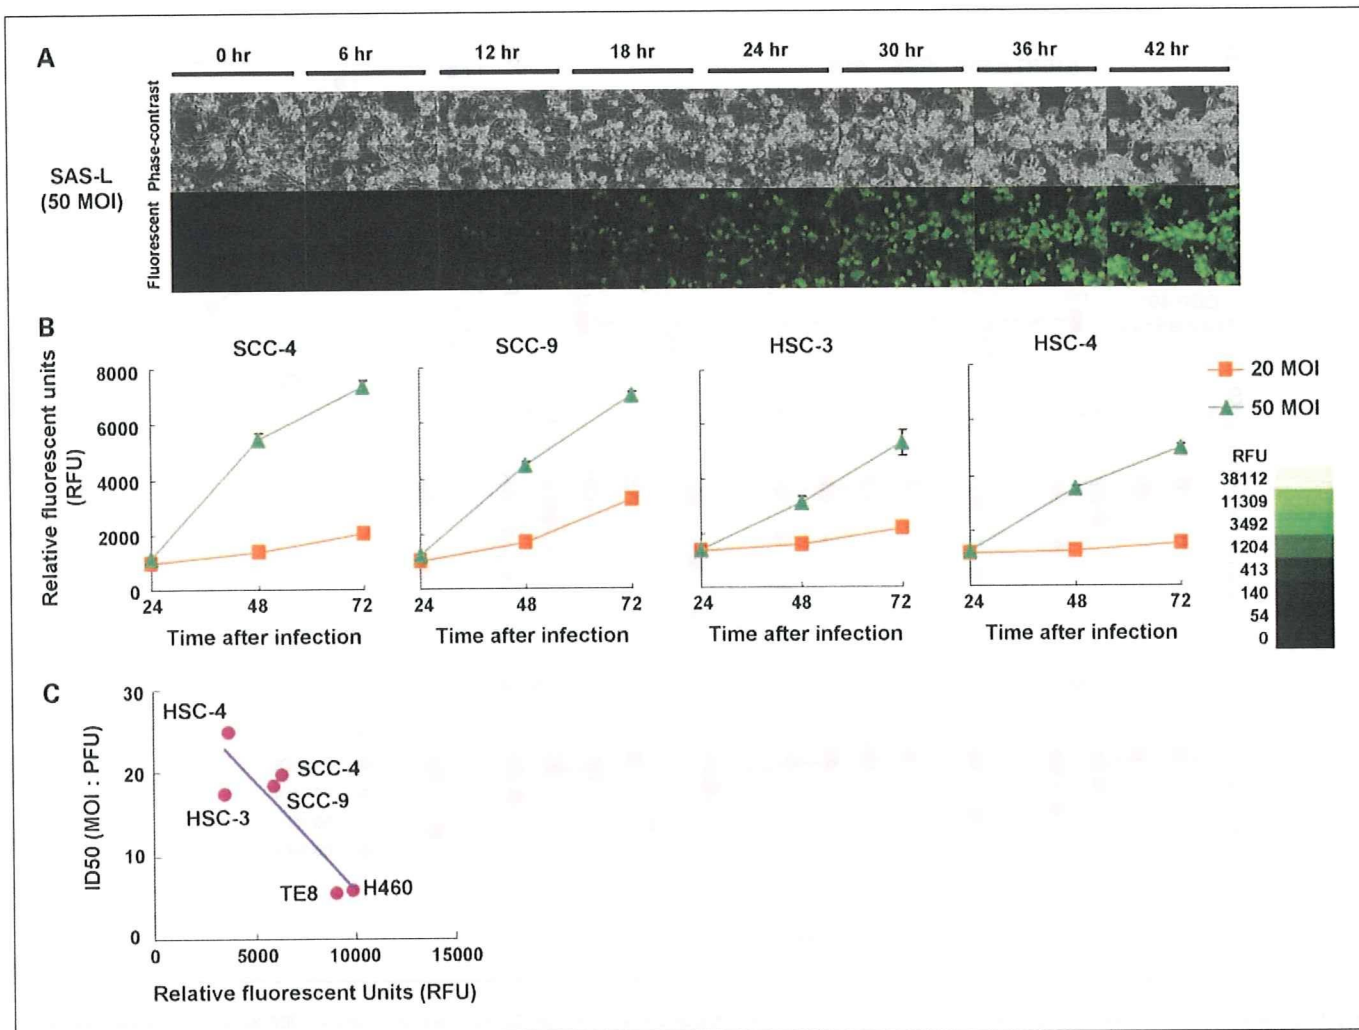 A
0 hr 6 hr 12 hr 18 hr 24 hr 30 hr 36 hr 42 hr
SAS-L
(50 MOI)
Phase-contrast
Fluorescent
B
SCC-4 SCC-9 HSC-3 HSC-4
Relative fluorescent units
(RFU)
8000
6000
4000
2000
0
24 48 72 24 48 72 24 48 72 24 48 72
Time after infection Time after infection Time after infection Time after infection
20 MOI
50 MOI
RFU
38112
11309
3492
1204
413
140
54
0
C
ID50 (MOI : PFU)
30
20
10
0
HSC-4
SCC-4
SCC-9
HSC-3
TE8 H460
0 5000 10000 15000
Relative fluorescent Units (RFU)